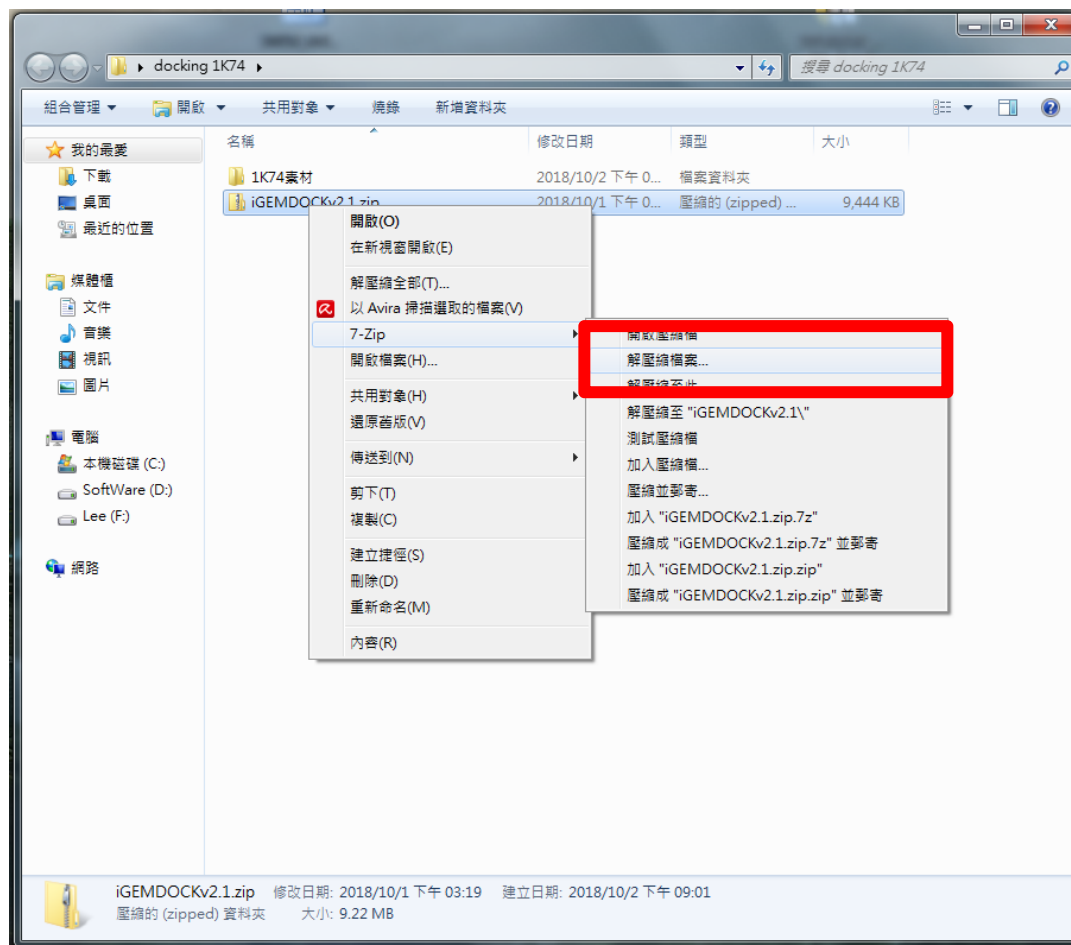 docking 1K74
搜尋 docking 1K74
組合管理 開啟 共用對象 燒錄 新增資料夾
我的最愛
下載
桌面
最近的位置
媒體櫃
文件
音樂
視訊
圖片
電腦
本機磁碟 (C:)
SoftWare (D:)
Lee (F:)
網路
名稱 修改日期 類型 大小
1K74素材 2018/10/2 下午 0... 檔案資料夾
iGEMDOCKv2.1.zip 2018/10/1 下午 0... 壓縮的 (zipped) ... 9,444 KB
開啟(O)
在新視窗開啟(E)
解壓縮全部(T)...
以 Avira 掃描選取的檔案(V)
7-Zip
開啟檔案(H)...
共用對象(H)
還原舊版(V)
傳送到(N)
剪下(T)
複製(C)
建立捷徑(S)
刪除(D)
重新命名(M)
內容(R)
開啟壓縮檔
解壓縮檔案...
解壓縮至此
解壓縮至 "iGEMDOCKv2.1\"
測試壓縮檔
加入壓縮檔...
壓縮並郵寄...
加入 "iGEMDOCKv2.1.zip.7z"
壓縮成 "iGEMDOCKv2.1.zip.7z" 並郵寄
加入 "iGEMDOCKv2.1.zip.zip"
壓縮成 "iGEMDOCKv2.1.zip.zip" 並郵寄
iGEMDOCKv2.1.zip 修改日期: 2018/10/1 下午 03:19 建立日期: 2018/10/2 下午 09:01
壓縮的 (zipped) 資料夾 大小: 9.22 MB